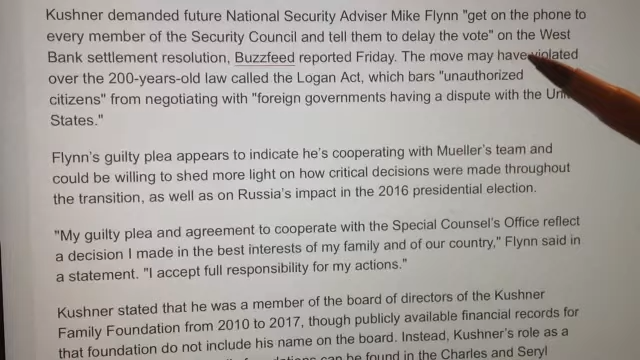 Kushner demanded future National Security Adviser Mike Flynn "get on the phone to
every member of the Security Council and tell them to delay the vote" on the West
Bank settlement resolution, Buzzfeed reported Friday. The move may have violated
over the 200-years-old law called the Logan Act, which bars "unauthorized
citizens" from negotiating with "foreign governments having a dispute with the
States."
Flynn's guilty plea appears to indicate he's cooperating with Mueller's team and
could be willing to shed more light on how critical decisions were made throughout
the transition, as well as on Russia's impact in the 2016 presidential election.
"My guilty plea and agreement to cooperate with the Special Counsel's Office reflect
a decision I made in the best interests of my family and of our country," Flynn said in
a statement. "I accept full responsibility for my actions."
Kushner stated that he was a member of the board of directors of the Kushner
Family Foundation from 2010 to 2017, though publicly available financial records for
that foundation do not include his name on the board. Instead, Kushner's role as a
can be found in the Charles and Seryl